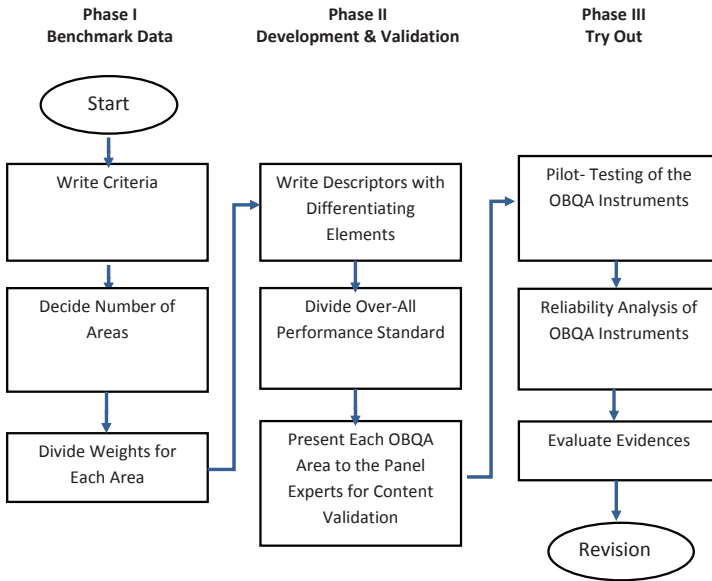 Phase I
Benchmark Data
Start
Write Criteria
Decide Number of
Areas
Divide Weights for
Each Area
Phase II
Development & Validation
Write Descriptors with
Differentiating
Elements
Divide Over-All
Performance Standard
Present Each OBQA
Area to the Panel
Experts for Content
Validation
Phase III
Try Out
Pilot- Testing of the
OBQA Instruments
Reliability Analysis of
OBQA Instruments
Evaluate Evidences
Revision